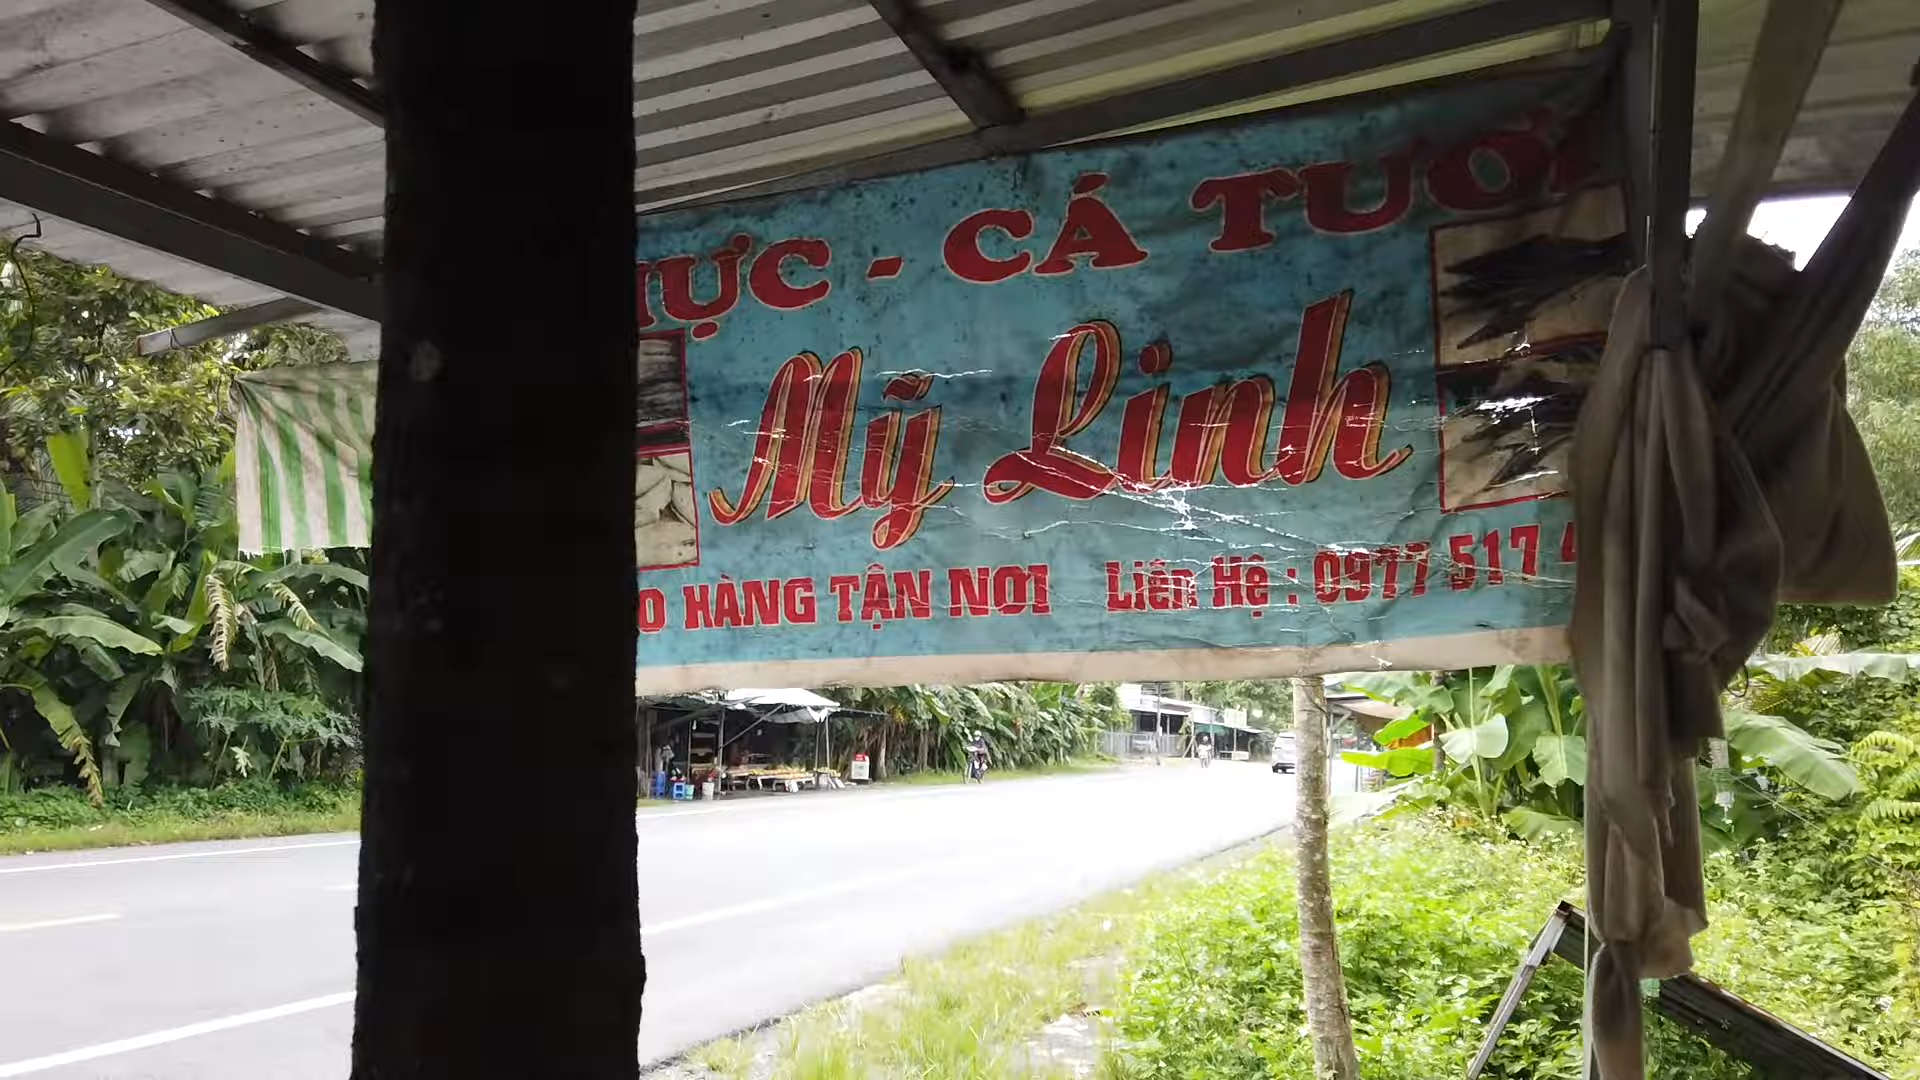 ỰC - CÁ TƯƠ
Mỹ Linh
HÀNG TẬN NƠI Liên Hệ : 0977 517